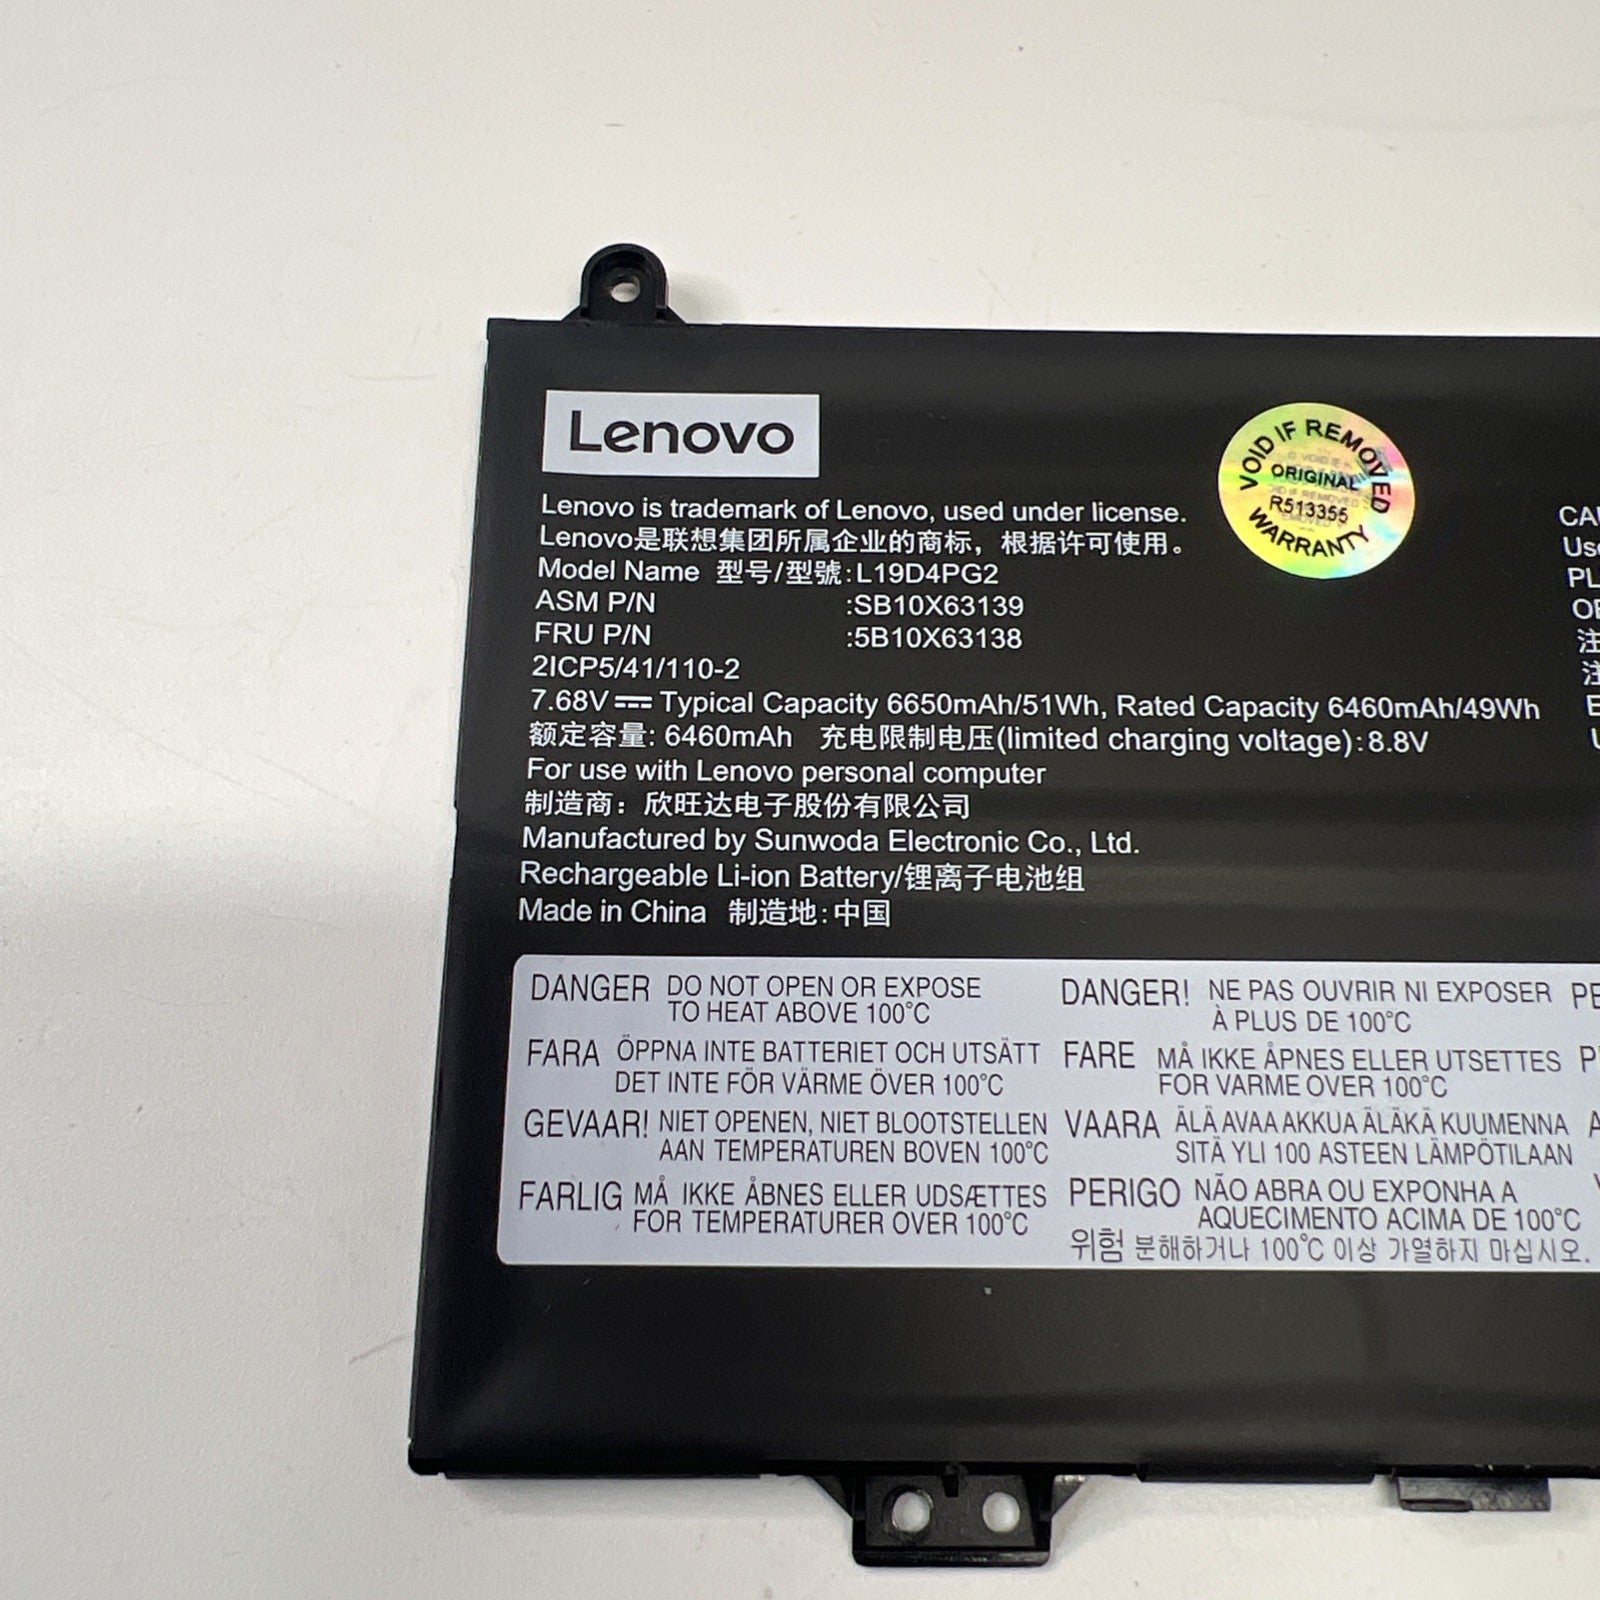 Lenovo
Lenovo is trademark of Lenovo, used under license.
Lenovo是联想集团所属企业的商标，根据许可使用。
Model Name 型号/型號:L19D4PG2
ASM P/N :SB10X63139
FRU P/N :5B10X63138
2ICP5/41/110-2
7.68V Typical Capacity 6650mAh/51Wh, Rated Capacity 6460mAh/49Wh
额定容量: 6460mAh 充电限制电压(limited charging voltage):8.8V
For use with Lenovo personal computer
制造商：欣旺达电子股份有限公司
Manufactured by Sunwoda Electronic Co., Ltd.
Rechargeable Li-ion Battery/锂离子电池组
Made in China 制造地:中国
VOID IF REMOVED
ORIGINAL
R513355
WARRANTY
DANGER DO NOT OPEN OR EXPOSE
TO HEAT ABOVE 100°C
FARA ÖPPNA INTE BATTERIET OCH UTSÄTT
DET INTE FÖR VÄRME ÖVER 100°C
GEVAAR! NIET OPENEN, NIET BLOOTSTELLEN
AAN TEMPERATUREN BOVEN 100°C
FARLIG MÅ IKKE ÅBNES ELLER UDSÆTTES
FOR TEMPERATURER OVER 100°C
DANGER! NE PAS OUVRIR NI EXPOSER
À PLUS DE 100°C
FARE MÅ IKKE ÅPNES ELLER UTSETTES
FOR VARME OVER 100°C
VAARA ÄLÄ AVAA AKKUA ÄLÄKÄ KUUMENNA
SITÄ YLI 100 ASTEEN LÄMPÖTILAAN
PERIGO NÃO ABRA OU EXPONHA A
AQUECIMENTO ACIMA DE 100°C
위험 분해하거나 100°C 이상 가열하지 마십시오.